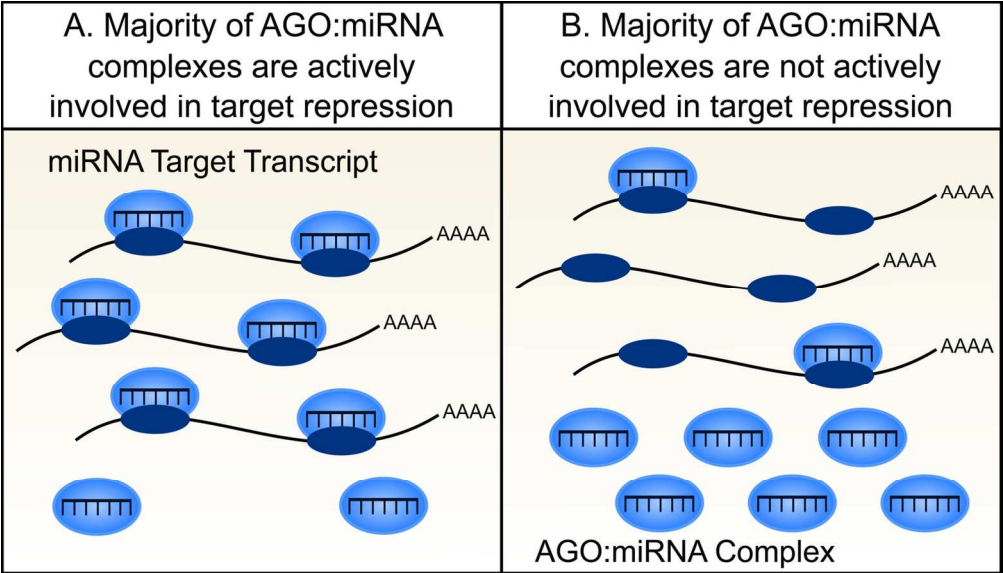 A. Majority of AGO:miRNA
complexes are actively
involved in target repression
B. Majority of AGO:miRNA
complexes are not actively
involved in target repression
miRNA Target Transcript
AAAA
AAAA
AAAA
AAAA
AAAA
AAAA
AGO:miRNA Complex